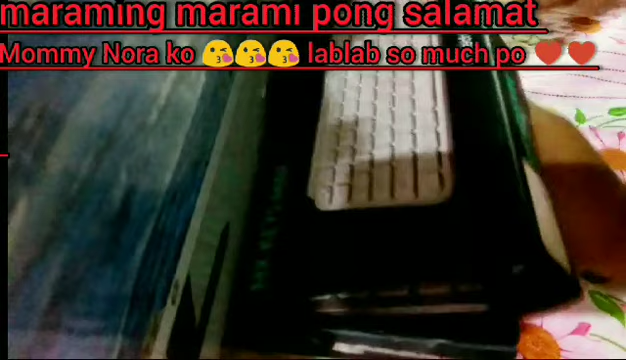 maraming marami pong salamat
Mommy Nora ko 😘😘😘 lablab so much po ❤️❤️